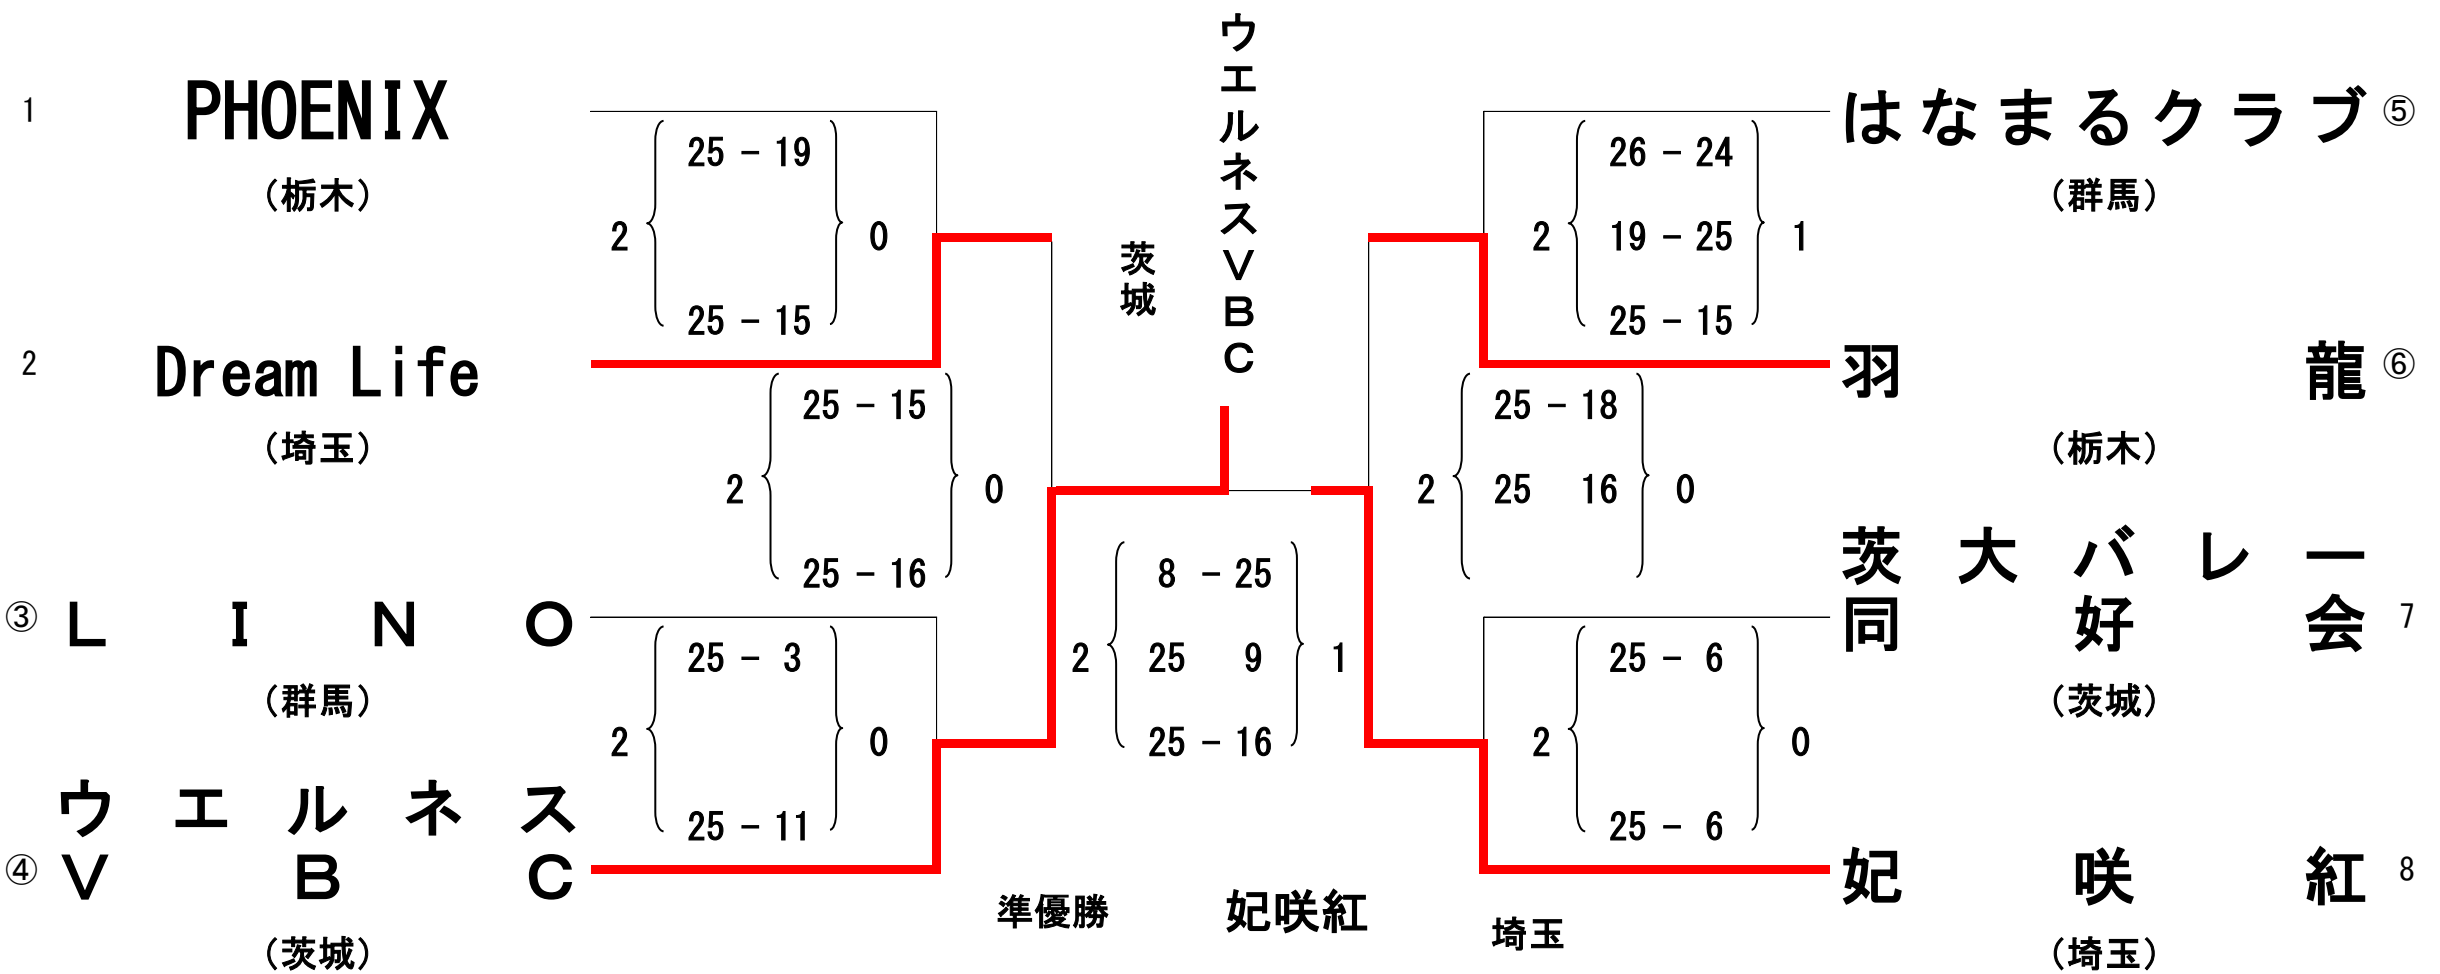 ウエルネスVBC
茨城
1 PHOENIX
(栃木)
2 { 25 - 19
25 - 15 } 0
2 Dream Life
(埼玉)
2 { 25 - 15
25 - 16 } 0
③ LINO
(群馬)
2 { 25 - 3
25 - 11 } 0
ウエルネス
④ VBC
(茨城)
2 { 8 - 25
25 9
25 - 16 } 1
はなまるクラブ ⑤
(群馬)
2 { 26 - 24
19 - 25
25 - 15 } 1
羽龍 ⑥
(栃木)
2 { 25 - 18
25 16 } 0
茨大バレー
同好会 7
(茨城)
2 { 25 - 6
25 - 6 } 0
妃咲紅 8
(埼玉)
準優勝 妃咲紅 埼玉